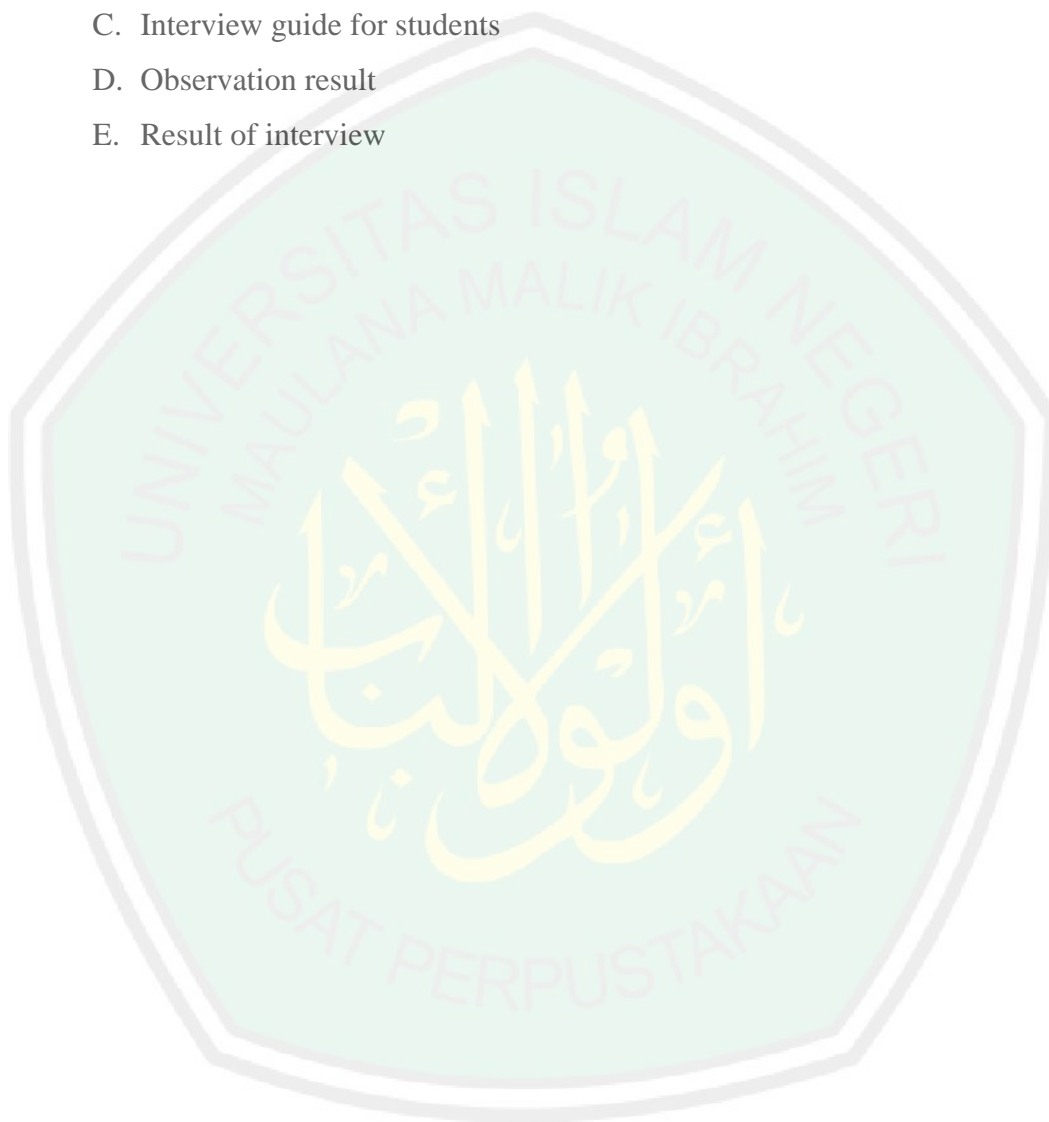 C. Interview guide for students
D. Observation result
E. Result of interview
UNIVERSITAS ISLAM NEGERI
MAULANA MALIK IBRAHIM
أولوا الألباب
PUSAT PERPUSTAKAAN